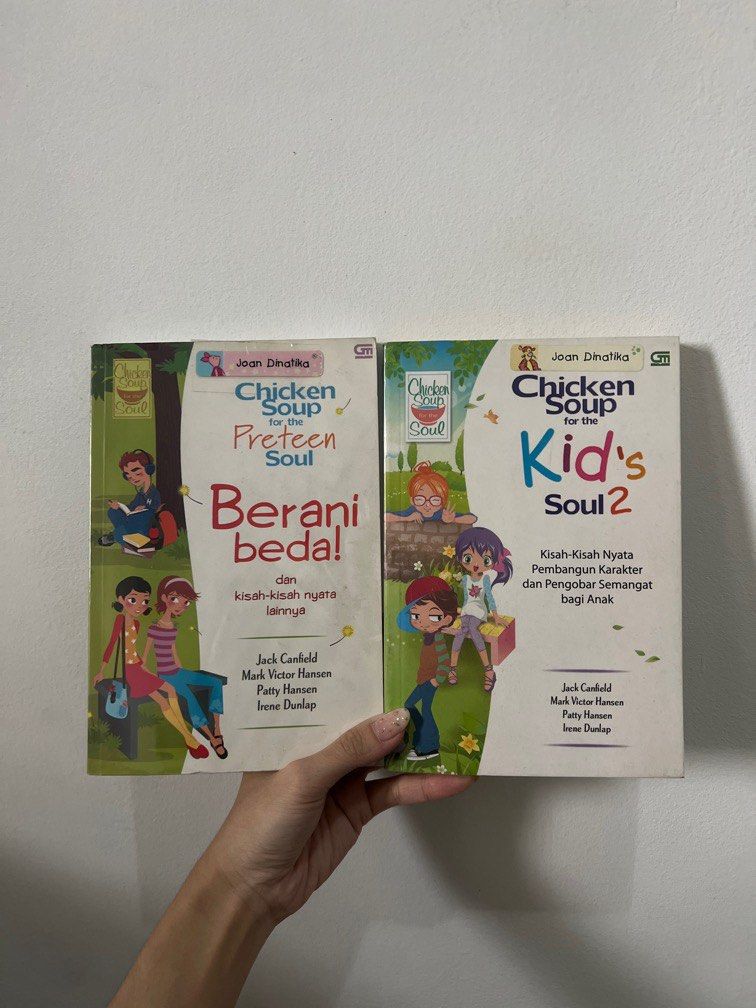 Joan Dinatika
GM
Chicken
Soup
for the
Soul
Chicken
Soup
for the
Preteen
Soul
Berani
beda!
dan
kisah-kisah nyata
lainnya
Jack Canfield
Mark Victor Hansen
Patty Hansen
Irene Dunlap
Joan Dinatika
GM
Chicken
Soup
for the
Soul
Chicken
Soup
for the
Kid's
Soul 2
Kisah-Kisah Nyata
Pembangun Karakter
dan Pengobar Semangat
bagi Anak
Jack Canfield
Mark Victor Hansen
Patty Hansen
Irene Dunlap